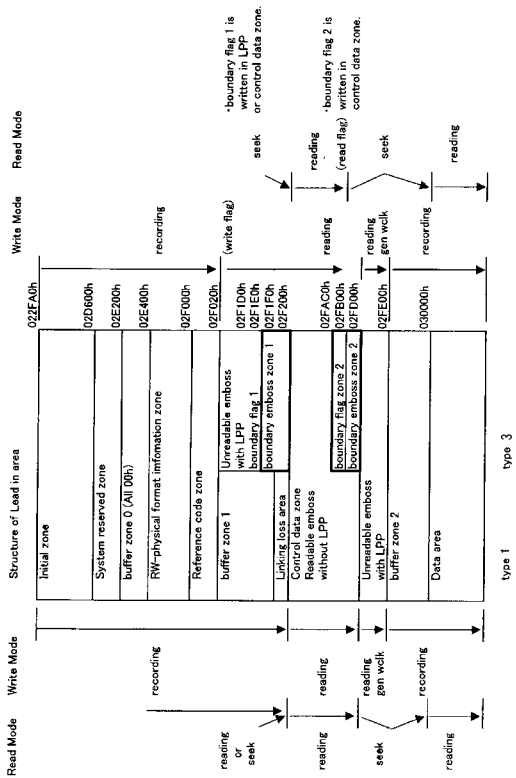 Read Mode
Write Mode
Structure of Lead in area
Write Mode
Read Mode
022FA0h
Initial zone
02D600h
System reserved zone
02E200h
buffer zone 0 (All 00h)
02E400h
RW-physical format imfomation zone
02F000h
Reference code zone
02F020h
buffer zone 1
Unreadable emboss
with LPP
02F1D0h
boundary flag 1
02F1E0h
boundary emboss zone 1
02F1F0h
Linking loss area
02F200h
Control data zone
Readable emboss
without LPP
02FAC0h
boundary flag zone 2
02FB00h
boundary emboss zone 2
02FD00h
Unreadable emboss
with LPP
02FE00h
buffer zone 2
030000h
Data area
type 1
type 3
recording
reading
or
seek
reading
reading
gen wclk
seek
recording
reading
recording
(write flag)
reading
reading
gen wclk
recording
seek
reading
(read flag)
seek
reading
·boundary flag 1 is
written in LPP
or control data zone.
·boundary flag 2 is
written in
control data zone.